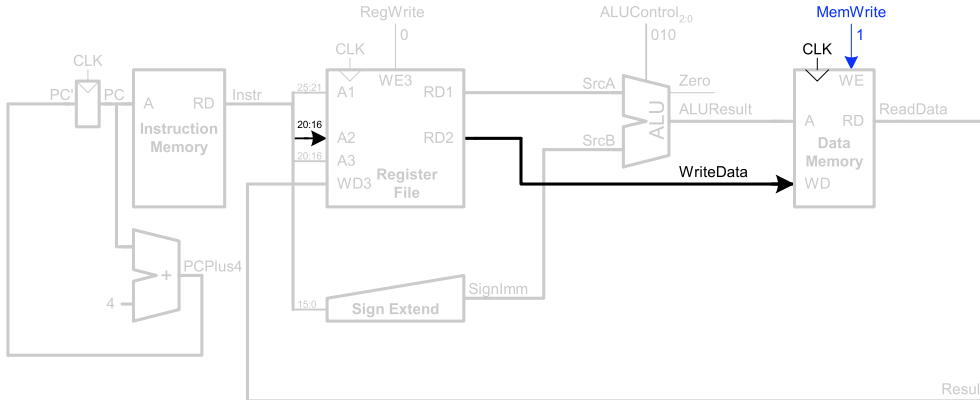 RegWrite
ALUControl2:0
MemWrite
0
010
1
CLK
CLK
CLK
PC'
PC
A
RD
Instr
Instruction
Memory
25:21
20:16
20:16
15:0
WE3
A1
RD1
A2
RD2
A3
WD3
Register
File
SrcA
SrcB
ALU
Zero
ALUResult
WriteData
WE
A
RD
Data
Memory
WD
ReadData
+
PCPlus4
4
Sign Extend
SignImm
Resul